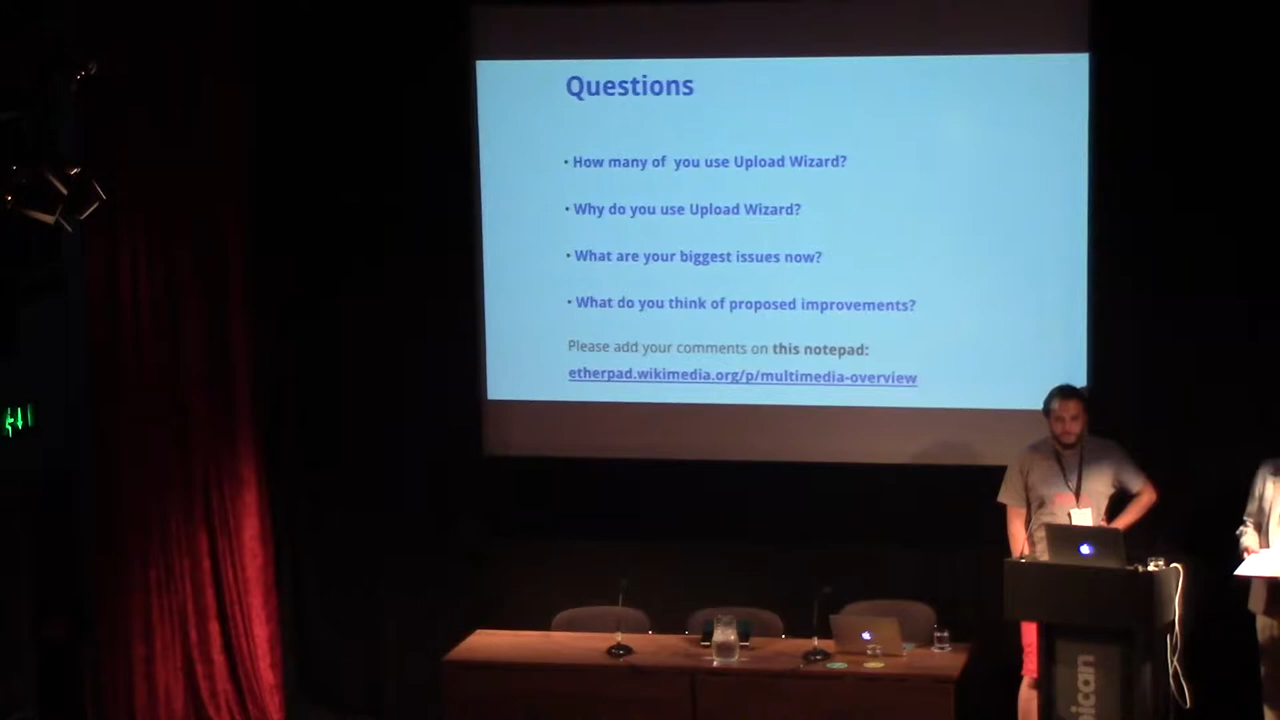 Questions
• How many of you use Upload Wizard?
• Why do you use Upload Wizard?
• What are your biggest issues now?
• What do you think of proposed improvements?
Please add your comments on this notepad:
etherpad.wikimedia.org/p/multimedia-overview
bican